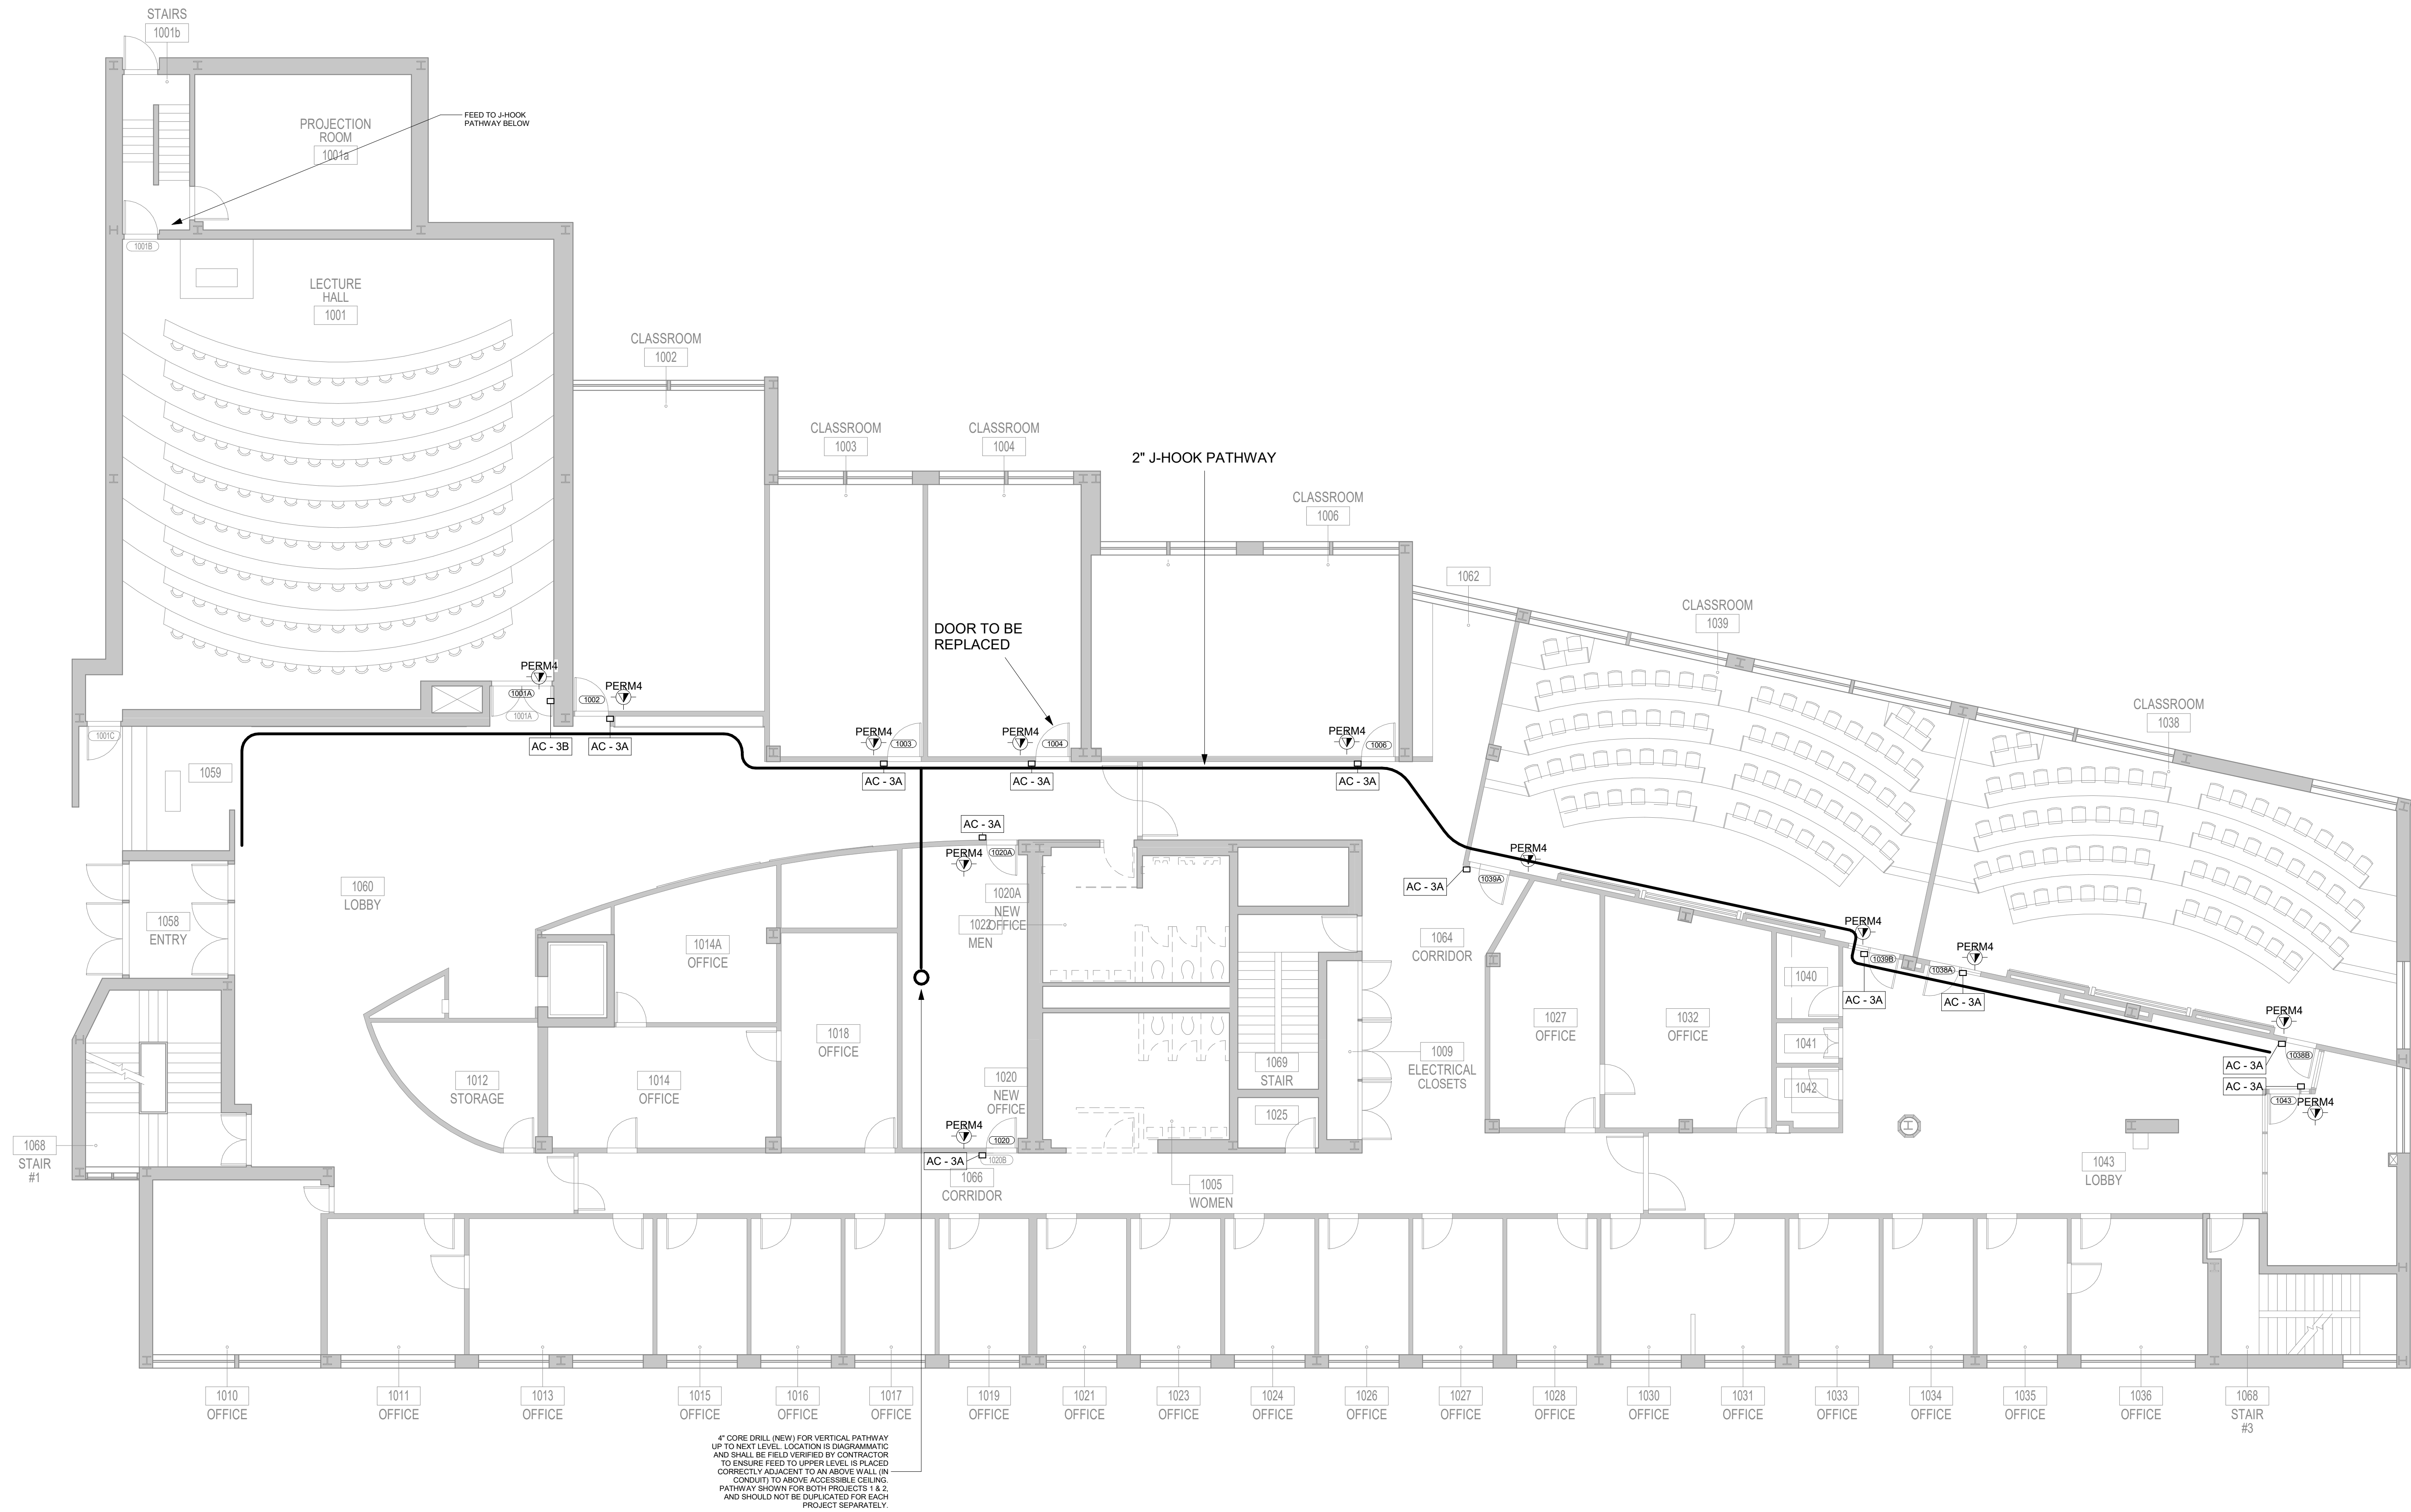 STAIRS
1001b
PROJECTION
ROOM
1001a
FEED TO J-HOOK
PATHWAY BELOW
1001B
LECTURE
HALL
1001
CLASSROOM
1002
CLASSROOM
1003
CLASSROOM
1004
2" J-HOOK PATHWAY
CLASSROOM
1006
1062
CLASSROOM
1039
CLASSROOM
1038
DOOR TO BE
REPLACED
PERM4
1001A
1001A
PERM4
1002
1001C
AC - 3B
AC - 3A
PERM4
1003
AC - 3A
PERM4
1004
AC - 3A
PERM4
1006
AC - 3A
1059
AC - 3A
PERM4
1020A
PERM4
1039A
AC - 3A
1060
LOBBY
1058
ENTRY
1014A
OFFICE
1020A
NEW
OFFICE
1022
MEN
1064
CORRIDOR
PERM4
1039B
AC - 3A
PERM4
1038A
AC - 3A
1040
1041
1042
1027
OFFICE
1032
OFFICE
PERM4
1038B
AC - 3A
AC - 3A
1043
PERM4
1018
OFFICE
1012
STORAGE
1014
OFFICE
1020
NEW
OFFICE
1069
STAIR
1009
ELECTRICAL
CLOSETS
1025
PERM4
1020
AC - 3A
1020B
1066
CORRIDOR
1005
WOMEN
1068
STAIR
#1
1043
LOBBY
1010
OFFICE
1011
OFFICE
1013
OFFICE
1015
OFFICE
1016
OFFICE
1017
OFFICE
1019
OFFICE
1021
OFFICE
1023
OFFICE
1024
OFFICE
1026
OFFICE
1027
OFFICE
1028
OFFICE
1030
OFFICE
1031
OFFICE
1033
OFFICE
1034
OFFICE
1035
OFFICE
1036
OFFICE
1068
STAIR
#3
4" CORE DRILL (NEW) FOR VERTICAL PATHWAY
UP TO NEXT LEVEL. LOCATION IS DIAGRAMMATIC
AND SHALL BE FIELD VERIFIED BY CONTRACTOR
TO ENSURE FEED TO UPPER LEVEL IS PLACED
CORRECTLY ADJACENT TO AN ABOVE WALL (IN
CONDUIT) TO ABOVE ACCESSIBLE CEILING.
PATHWAY SHOWN FOR BOTH PROJECTS 1 & 2,
AND SHOULD NOT BE DUPLICATED FOR EACH
PROJECT SEPARATELY.